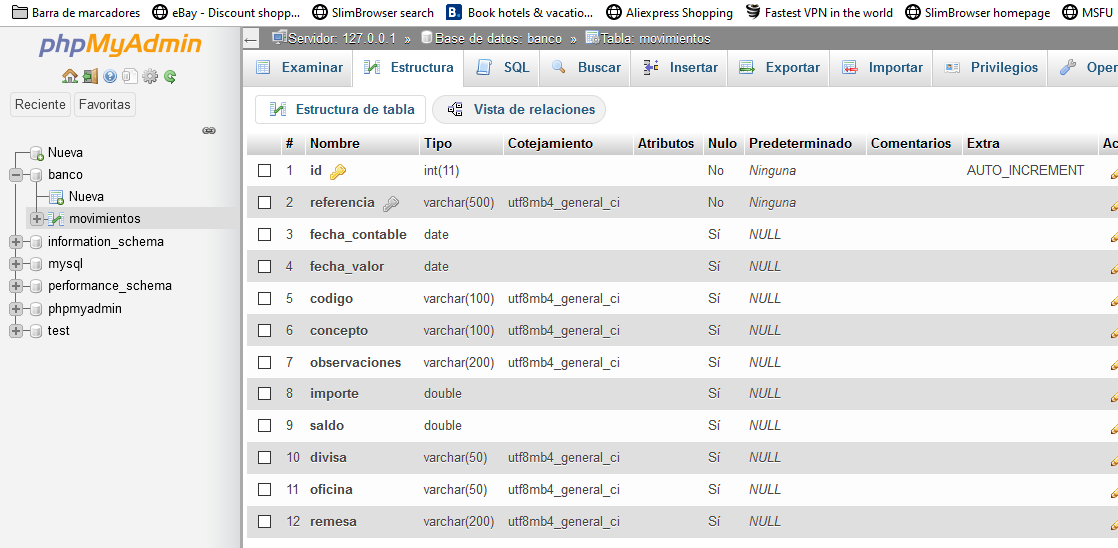 Barra de marcadores eBay - Discount shopp... SlimBrowser search Book hotels & vacatio... Aliexpress Shopping Fastest VPN in the world SlimBrowser homepage MSFU
phpMyAdmin
Reciente Favoritas
Nueva
banco
Nueva
movimientos
information_schema
mysql
performance_schema
phpmyadmin
test
Servidor: 127.0.0.1 » Base de datos: banco » Tabla: movimientos
Examinar Estructura SQL Buscar Insertar Exportar Importar Privilegios Oper
Estructura de tabla Vista de relaciones
# Nombre Tipo Cotejamiento Atributos Nulo Predeterminado Comentarios Extra Ac
1 id int(11) No Ninguna AUTO_INCREMENT
2 referencia varchar(500) utf8mb4_general_ci No Ninguna
3 fecha_contable date Sí NULL
4 fecha_valor date Sí NULL
5 codigo varchar(100) utf8mb4_general_ci Sí NULL
6 concepto varchar(100) utf8mb4_general_ci Sí NULL
7 observaciones varchar(200) utf8mb4_general_ci Sí NULL
8 importe double Sí NULL
9 saldo double Sí NULL
10 divisa varchar(50) utf8mb4_general_ci Sí NULL
11 oficina varchar(50) utf8mb4_general_ci Sí NULL
12 remesa varchar(200) utf8mb4_general_ci Sí NULL